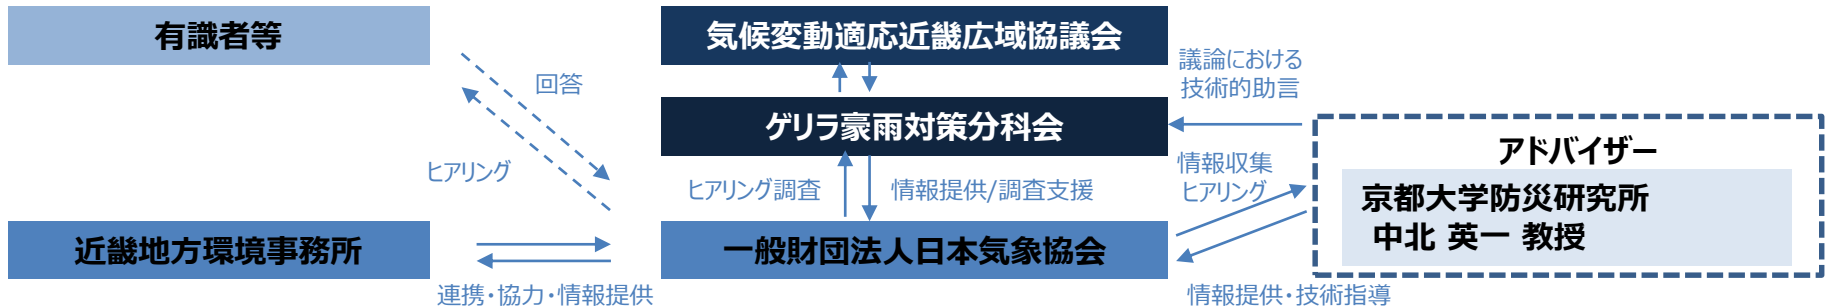 有識者等
気候変動適応近畿広域協議会
議論における
技術的助言
回答
ゲリラ豪雨対策分科会
アドバイザー
ヒアリング
ヒアリング調査
情報提供/調査支援
情報収集
ヒアリング
京都大学防災研究所
中北 英一 教授
近畿地方環境事務所
一般財団法人日本気象協会
連携・協力・情報提供
情報提供・技術指導